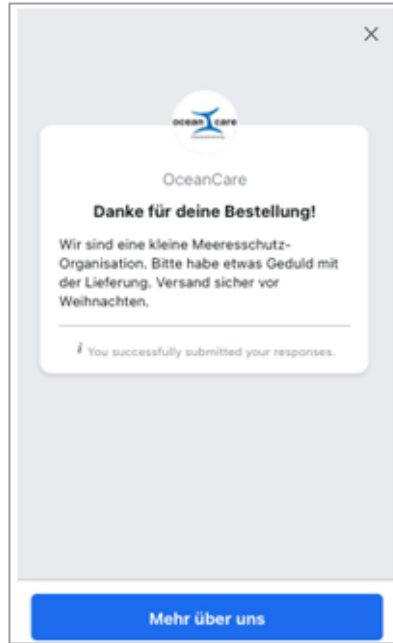 ocean care
OceanCare
Danke für deine Bestellung!
Wir sind eine kleine Meeresschutz-
Organisation. Bitte habe etwas Geduld mit
der Lieferung. Versand sicher vor
Weihnachten.
i You successfully submitted your responses.
Mehr über uns